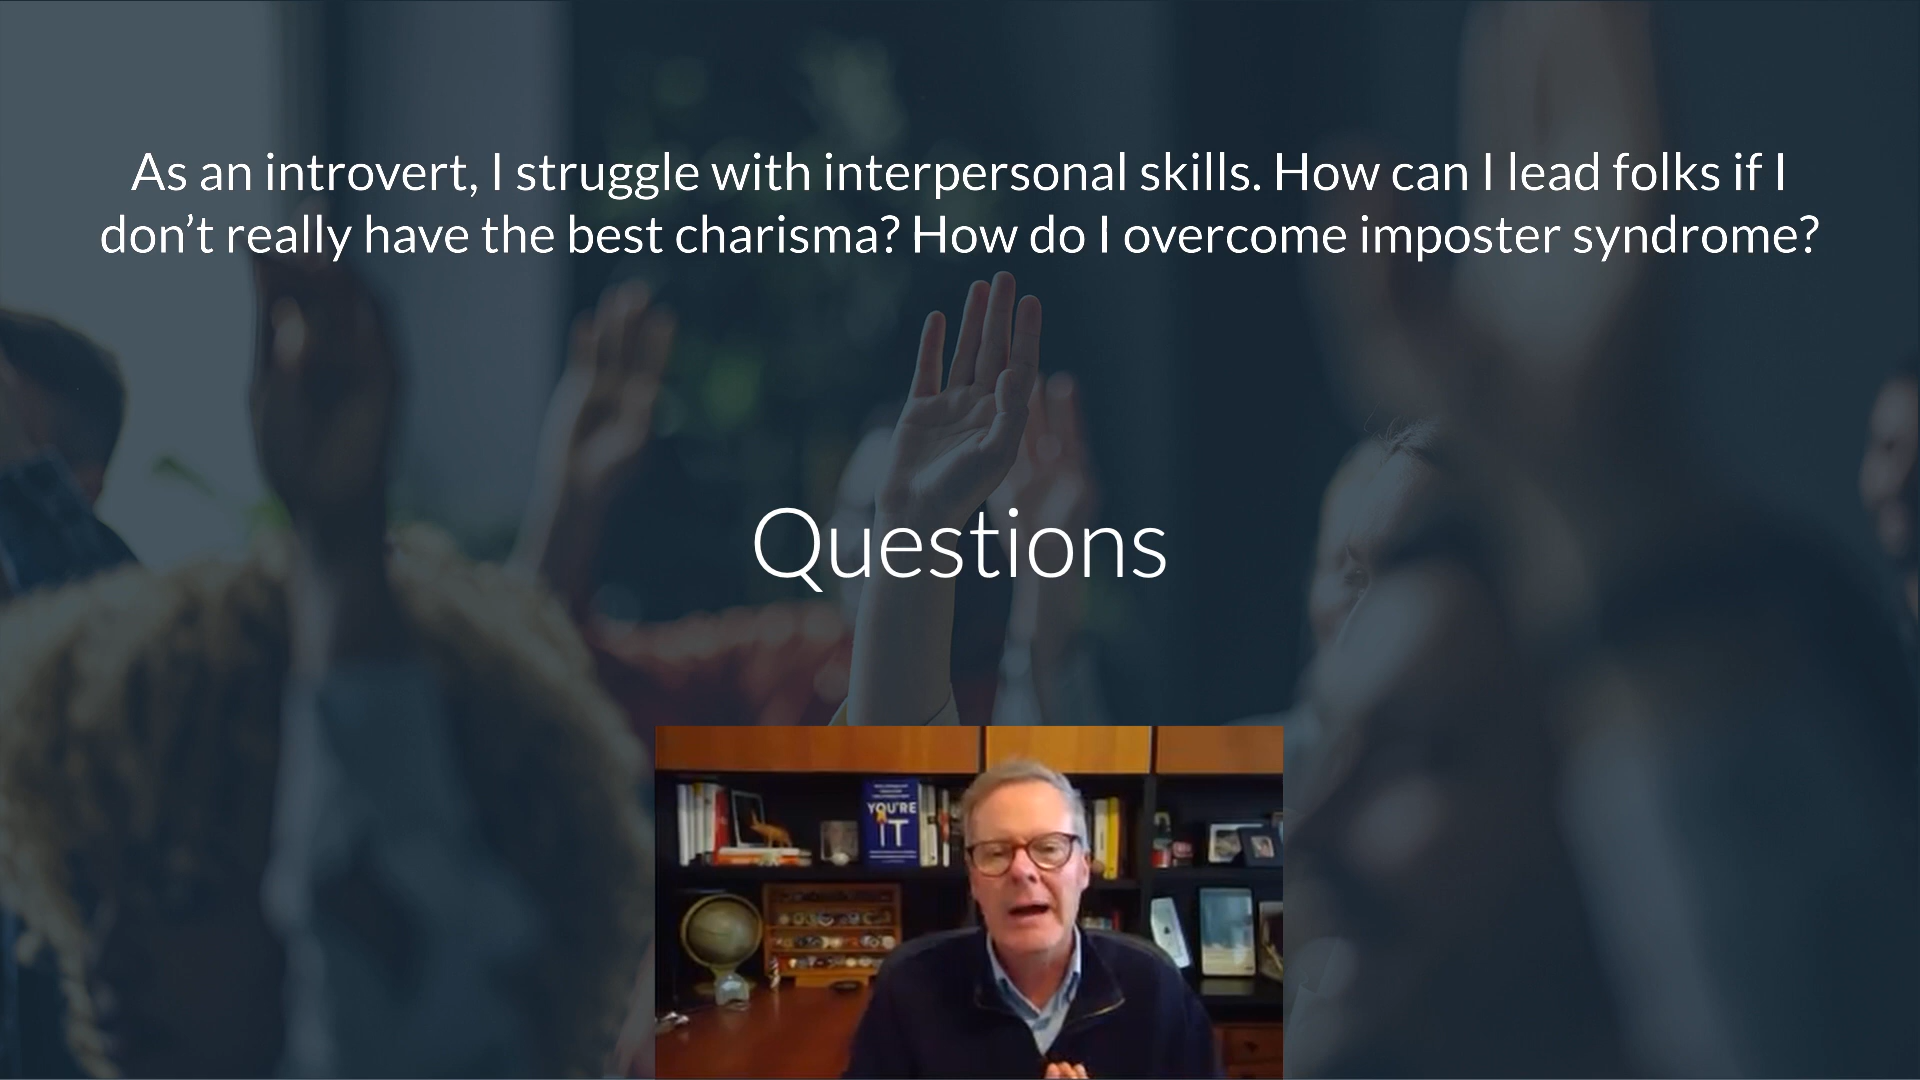 As an introvert, I struggle with interpersonal skills. How can I lead folks if I
don’t really have the best charisma? How do I overcome imposter syndrome?
Questions
YOU'RE
IT